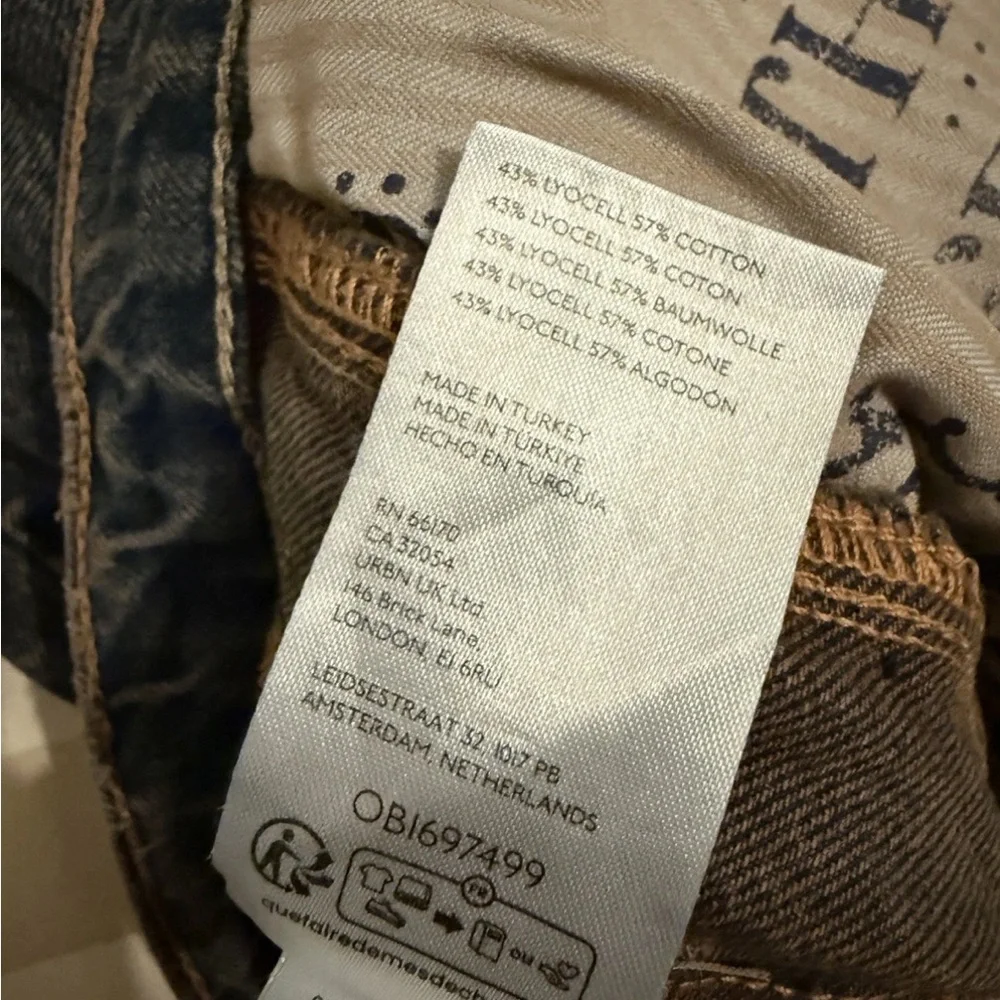 43% LYOCELL 57% COTTON
43% LYOCELL 57% COTON
43% LYOCELL 57% BAUMWOLLE
43% LYOCELL 57% COTONE
43% LYOCELL 57% ALGODÓN
MADE IN TURKEY
MADE IN TÜRKIYE
HECHO EN TURQUÍA
RN 66170
CA 32054
URBN UK Ltd.
146 Brick Lane,
LONDON, E1 6RU
LEIDSESTRAAT 32 1017 PB
AMSTERDAM, NETHERLANDS
OB1697499
FR
ou
quefairedemesdech